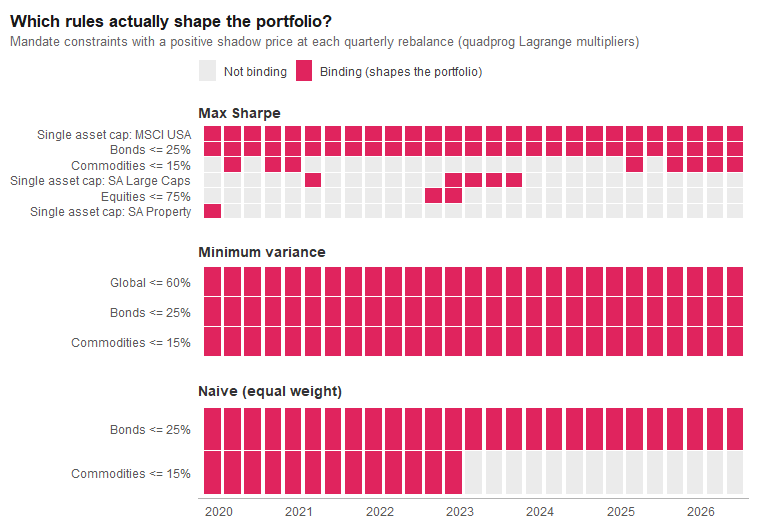 Which rules actually shape the portfolio?
Mandate constraints with a positive shadow price at each quarterly rebalance (quadprog Lagrange multipliers)
Not binding Binding (shapes the portfolio)
Max Sharpe
Single asset cap: MSCI USA
Bonds <= 25%
Commodities <= 15%
Single asset cap: SA Large Caps
Equities <= 75%
Single asset cap: SA Property
Minimum variance
Global <= 60%
Bonds <= 25%
Commodities <= 15%
Naive (equal weight)
Bonds <= 25%
Commodities <= 15%
2020 2021 2022 2023 2024 2025 2026